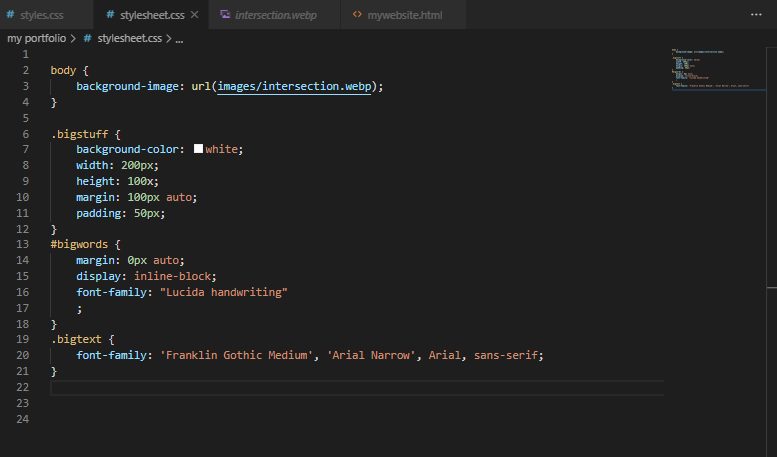 # styles.css # stylesheet.css × intersection.webp <> mywebsite.html ...
my portfolio > # stylesheet.css > ...
1
2 body {
3 background-image: url(images/intersection.webp);
4 }
5
6 .bigstuff {
7 background-color: white;
8 width: 200px;
9 height: 100x;
10 margin: 100px auto;
11 padding: 50px;
12 }
13 #bigwords {
14 margin: 0px auto;
15 display: inline-block;
16 font-family: "Lucida handwriting"
17 ;
18 }
19 .bigtext {
20 font-family: 'Franklin Gothic Medium', 'Arial Narrow', Arial, sans-serif;
21 }
22
23
24